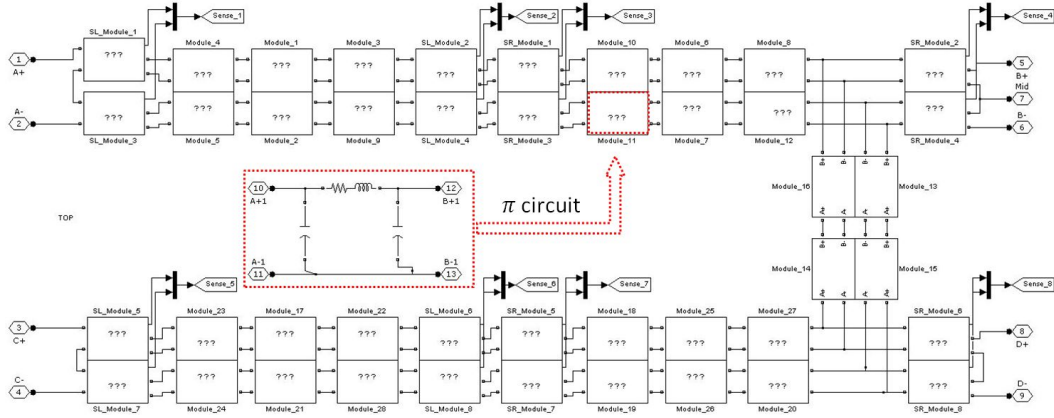 Sense_1
Sense_2
Sense_3
Sense_4
SL_Module_1
Module_4
Module_1
Module_3
SL_Module_2
SR_Module_1
Module_10
Module_6
Module_8
SR_Module_2
1
A+
???
???
???
???
???
???
???
???
???
???
5
B+
Mid
7
A-
2
???
???
???
???
???
???
???
???
???
???
B-
6
SL_Module_3
Module_5
Module_2
Module_9
SL_Module_4
SR_Module_3
Module_11
Module_7
Module_12
SR_Module_4
B+
B-
B-
B+
Module_16
Module_13
A+
A-
A-
A+
10
A+1
12
B+1
π circuit
TOP
A-1
11
B-1
13
B+
B-
B-
B+
Module_14
Module_15
A+
A-
A-
A+
Sense_5
Sense_6
Sense_7
Sense_8
SL_Module_5
Module_23
Module_17
Module_22
SL_Module_6
SR_Module_5
Module_18
Module_25
Module_27
SR_Module_6
3
C+
???
???
???
???
???
???
???
???
???
???
8
D+
C-
4
???
???
???
???
???
???
???
???
???
???
D-
9
SL_Module_7
Module_24
Module_21
Module_28
SL_Module_8
SR_Module_7
Module_19
Module_26
Module_20
SR_Module_8